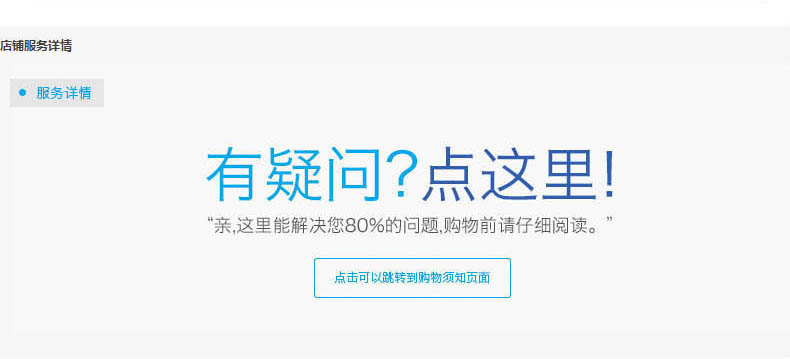 店铺服务详情
服务详情
有疑问?点这里!
“亲,这里能解决您80%的问题,购物前请仔细阅读。”
点击可以跳转到购物须知页面